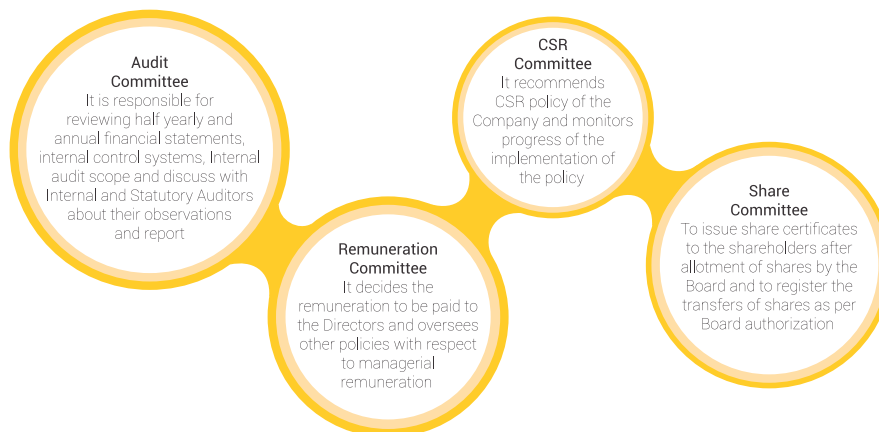 Audit
Committee
It is responsible for
reviewing half yearly and
annual financial statements,
internal control systems, Internal
audit scope and discuss with
Internal and Statutory Auditors
about their observations
and report
Remuneration
Committee
It decides the
remuneration to be paid to
the Directors and oversees
other policies with respect
to managerial
remuneration
CSR
Committee
It recommends
CSR policy of the
Company and monitors
progress of the
implementation of
the policy
Share
Committee
To issue share certificates
to the shareholders after
allotment of shares by the
Board and to register the
transfers of shares as per
Board authorization